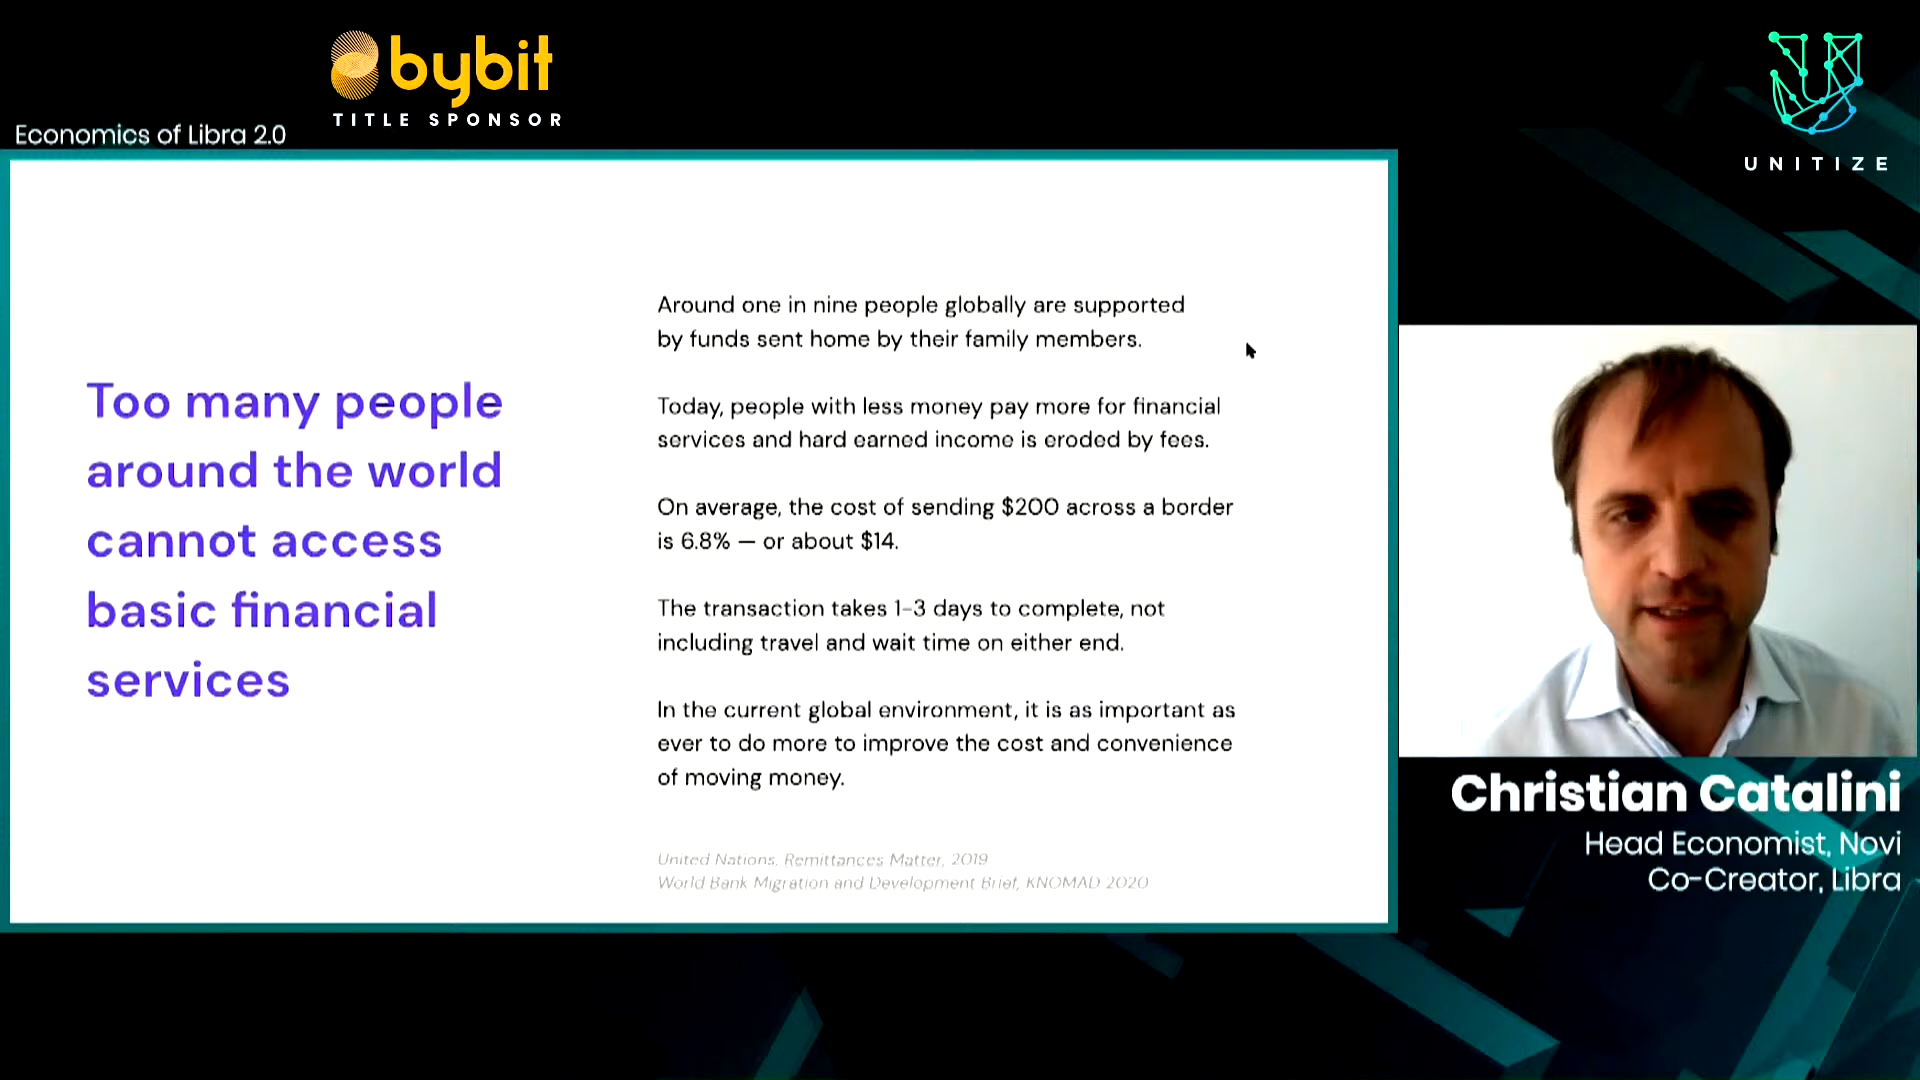 bybit
TITLE SPONSOR
Economics of Libra 2.0
UNITIZE
Too many people
around the world
cannot access
basic financial
services
Around one in nine people globally are supported
by funds sent home by their family members.
Today, people with less money pay more for financial
services and hard earned income is eroded by fees.
On average, the cost of sending $200 across a border
is 6.8% — or about $14.
The transaction takes 1-3 days to complete, not
including travel and wait time on either end.
In the current global environment, it is as important as
ever to do more to improve the cost and convenience
of moving money.
United Nations, Remittances Matter, 2019
World Bank Migration and Development Brief, KNOMAD 2020
Christian Catalini
Head Economist, Novi
Co-Creator, Libra